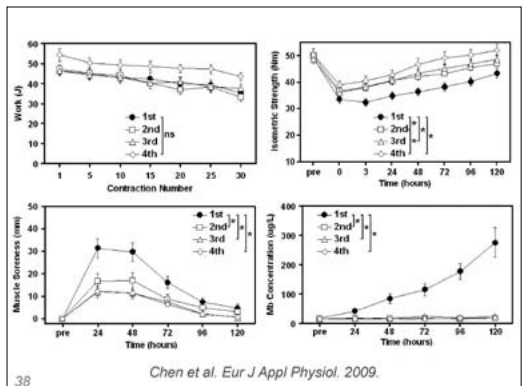 Work (J)
60
50
40
30
20
10
0
1st
2nd
3rd
4th
ns
1 5 10 15 20 25 30
Contraction Number
Isometric Strength (Nm)
60
50
40
30
20
10
1st
2nd
3rd
4th
* * *
*
pre 0 3 24 48 72 96 120
Time (hours)
Muscle Soreness (mm)
50
40
30
20
10
0
1st
2nd
3rd
4th
* * *
pre 24 48 72 96 120
Time (hours)
Mb Concentration (ug/L)
400
300
200
100
0
1st
2nd
3rd
4th
* * *
pre 24 48 72 96 120
Time (hours)
Chen et al. Eur J Appl Physiol. 2009.
38